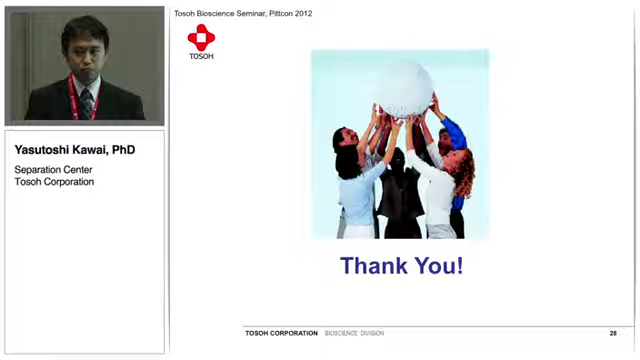 Tosoh Bioscience Seminar, Pittcon 2012
TOSOH
Yasutoshi Kawai, PhD
Separation Center
Tosoh Corporation
Thank You!
TOSOH CORPORATION BIOSCIENCE DIVISION
28